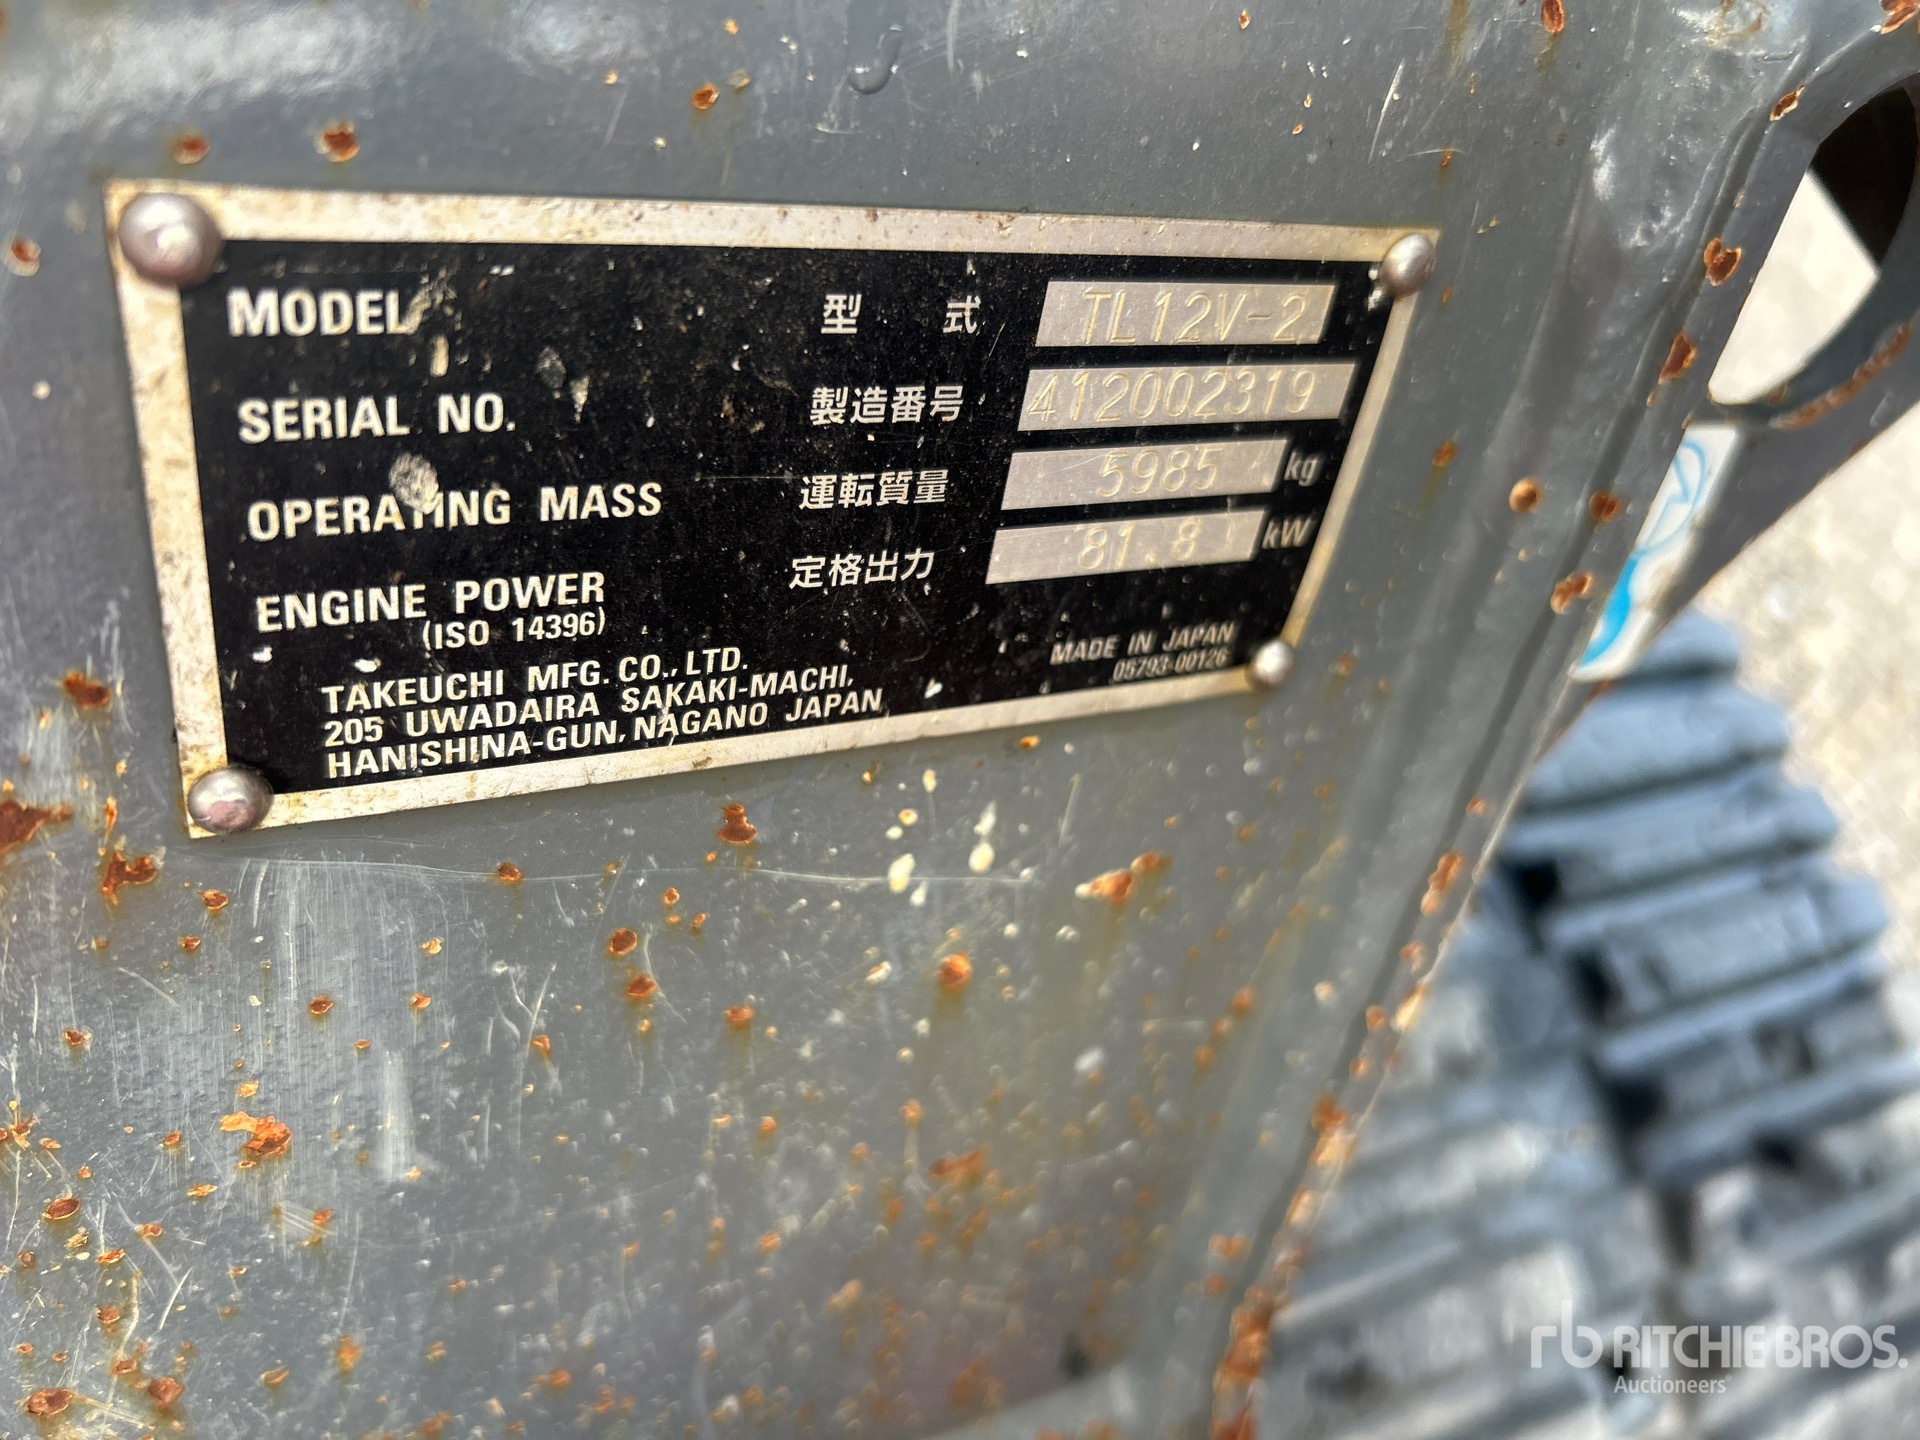 MODEL 型 式 TL12V-2
SERIAL NO. 製造番号 412002319
OPERATING MASS 運転質量 5985 kg
ENGINE POWER 定格出力 81.8 kW
(ISO 14396)
TAKEUCHI MFG. CO., LTD.
205 UWADAIRA SAKAKI-MACHI,
HANISHINA-GUN, NAGANO JAPAN
MADE IN JAPAN
05793-00126
rb RITCHIE BROS.
Auctioneers